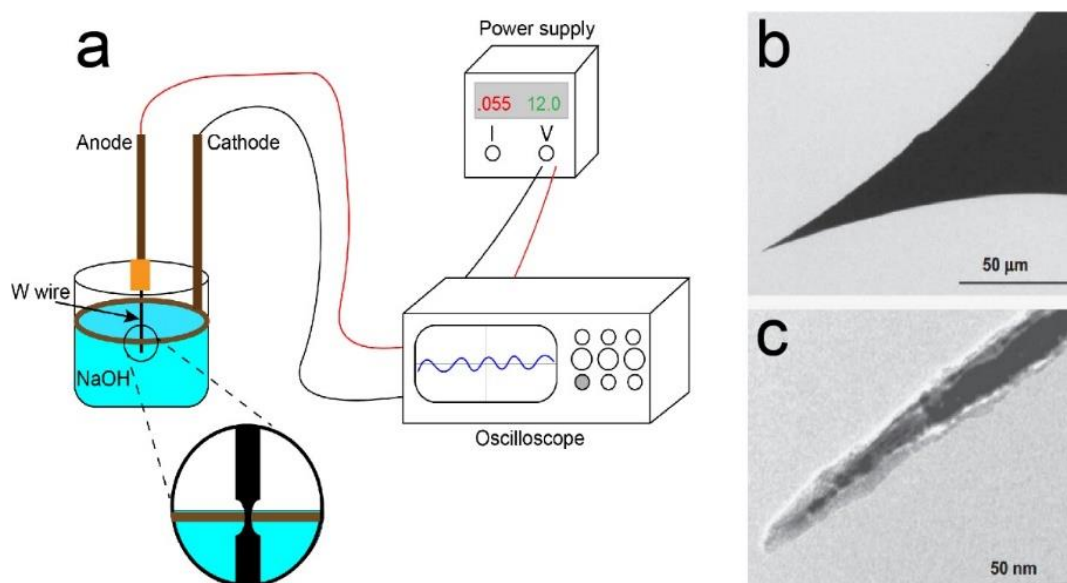 a
Power supply
.055 12.0
I V
Anode
Cathode
W wire
NaOH
Oscilloscope
b
50 μm
c
50 nm